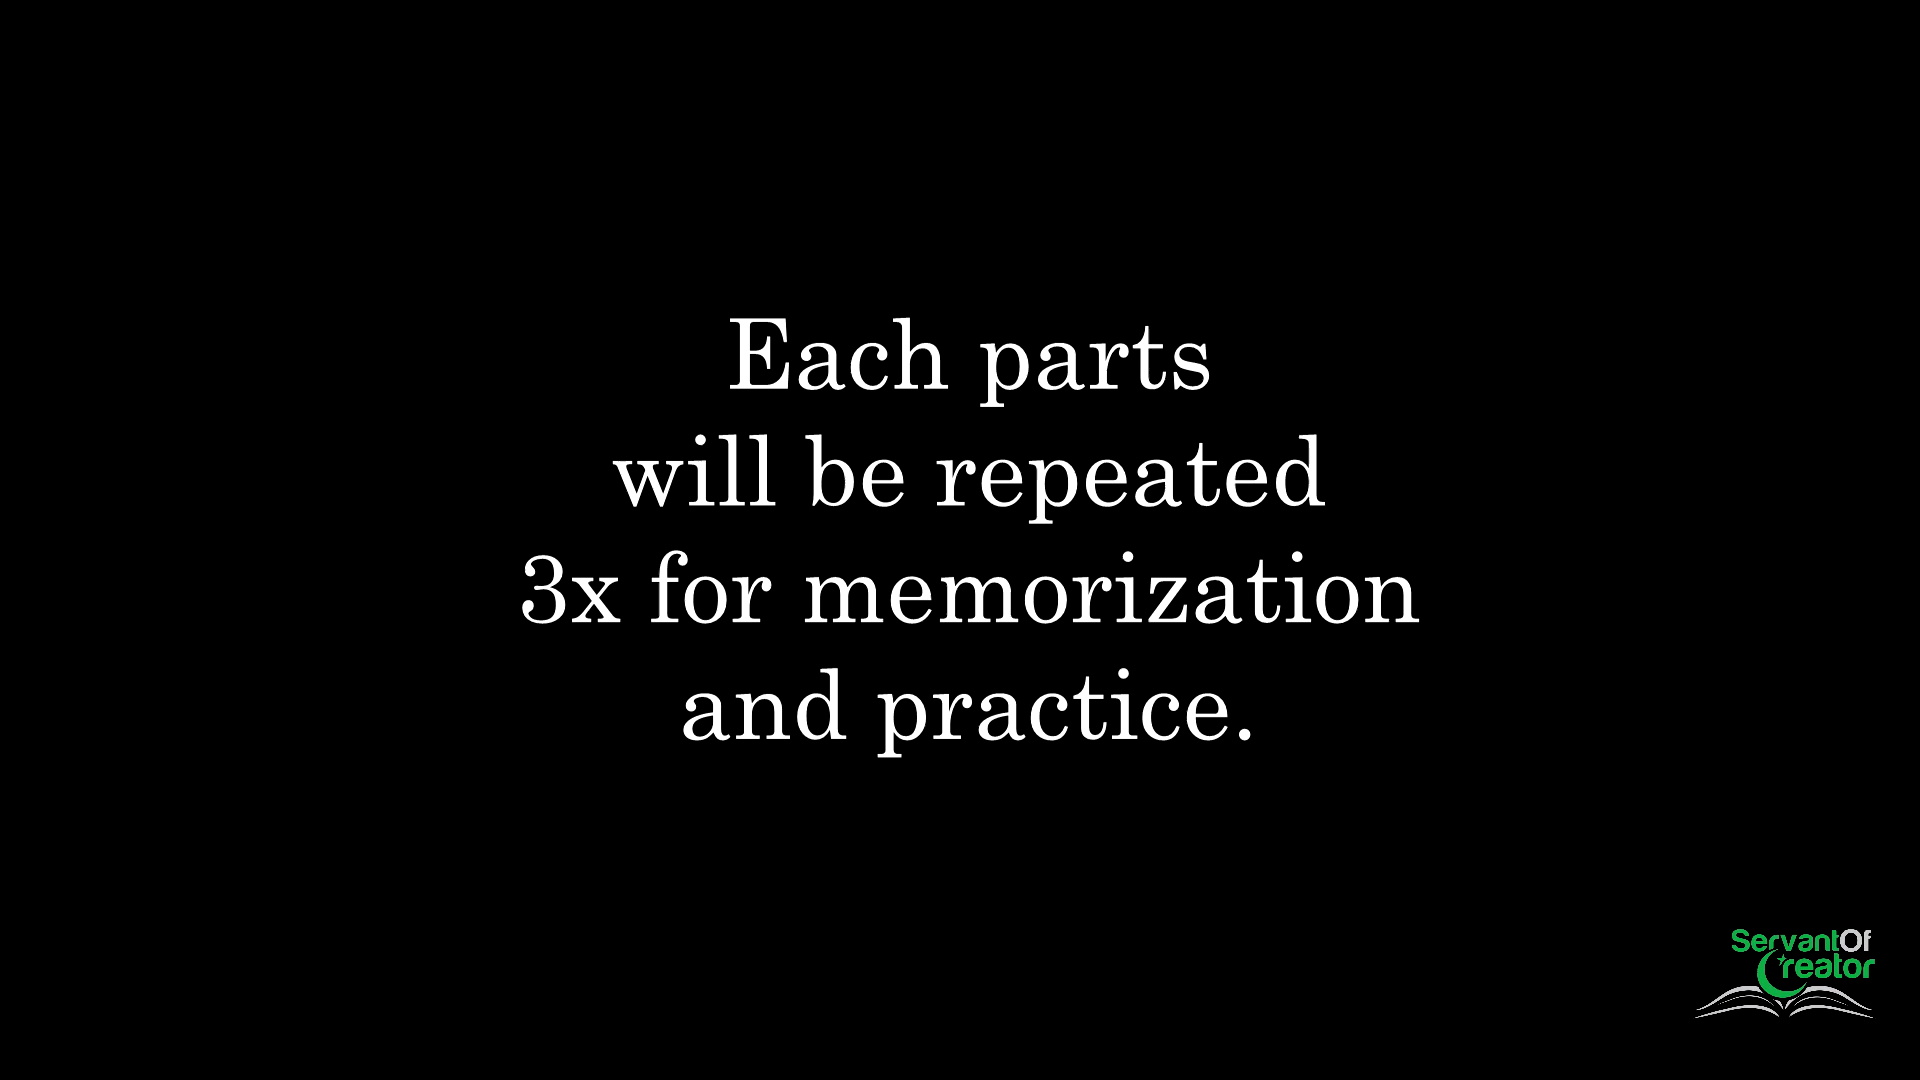 Each parts
will be repeated
3x for memorization
and practice.
ServantOf
Creator